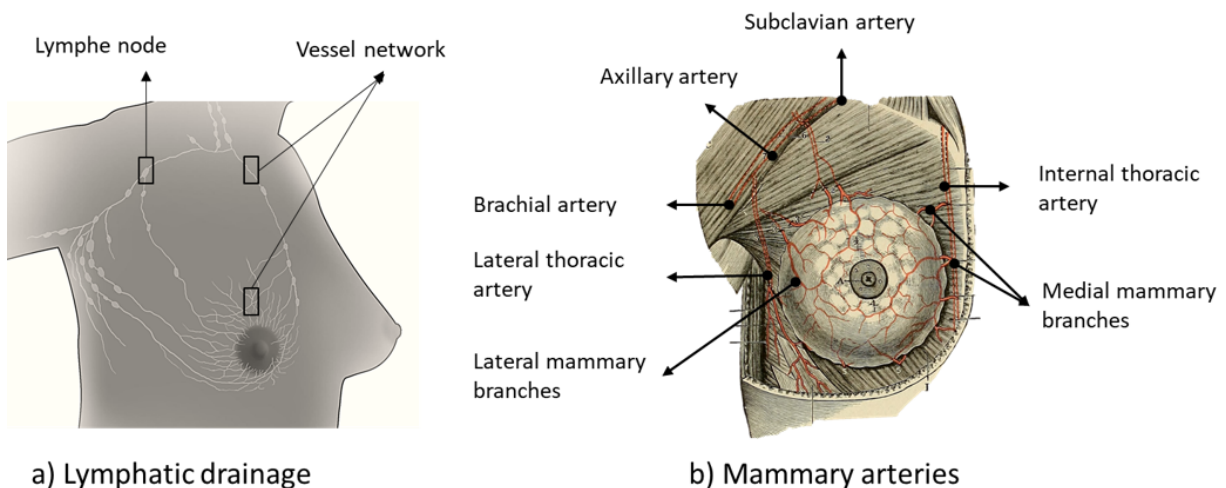 Lymphe node
Vessel network
a) Lymphatic drainage
Subclavian artery
Axillary artery
Brachial artery
Lateral thoracic
artery
Lateral mammary
branches
Internal thoracic
artery
Medial mammary
branches
b) Mammary arteries